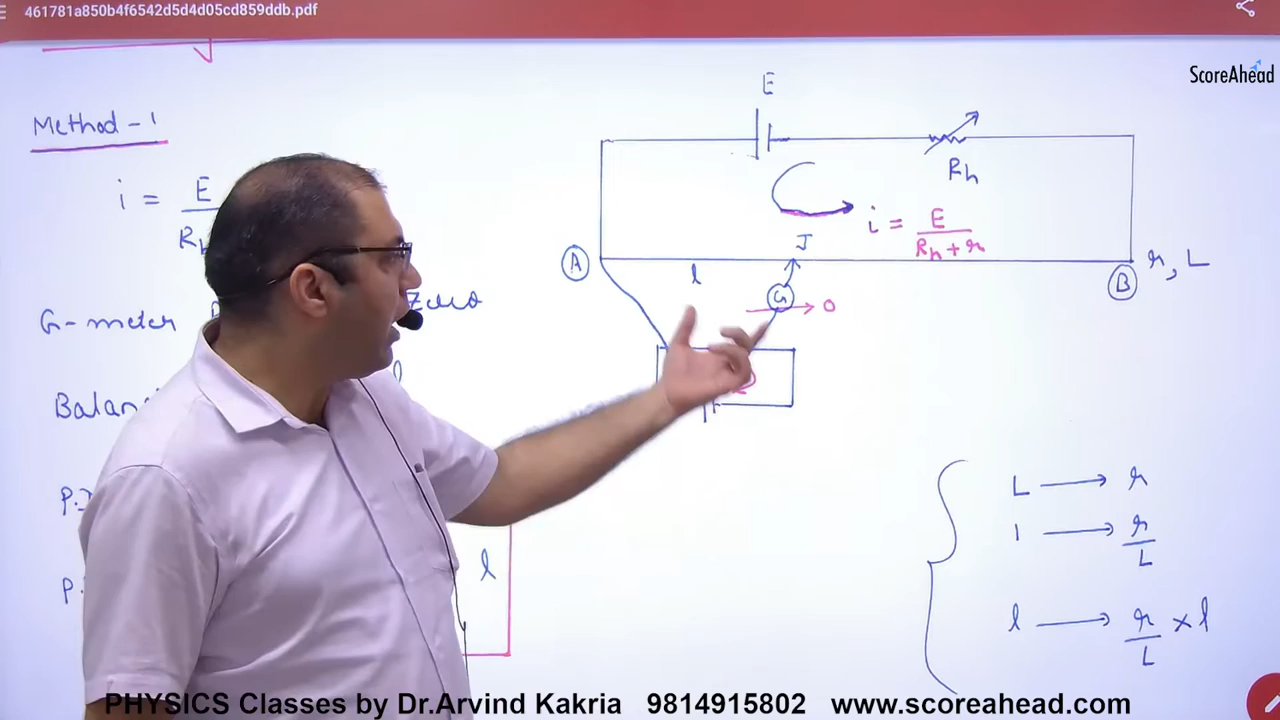 461781a850b4f6542d5d4d05cd859ddb.pdf
ScoreAhead
Method - 1
i = E
R
G-meter
Zero
Balan
l
P.
P.
l
E
Rh
i = E
Rh + r
A
l
J
G
0
B
r, L
L → r
1 → r
L
l → r × l
L
PHYSICS Classes by Dr.Arvind Kakria 9814915802 www.scoreahead.com